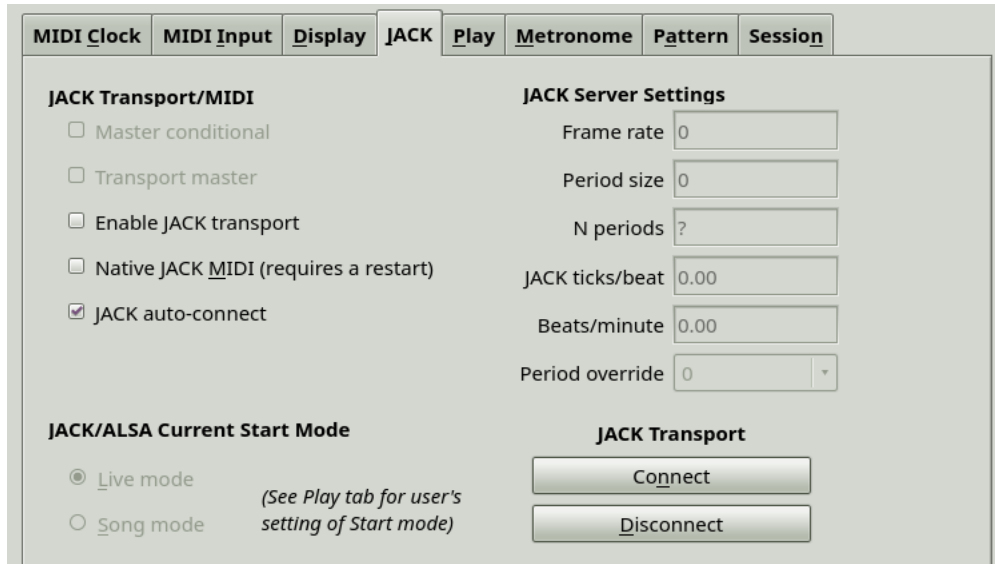 MIDI Clock MIDI Input Display JACK Play Metronome Pattern Session
JACK Transport/MIDI
Master conditional
Transport master
Enable JACK transport
Native JACK MIDI (requires a restart)
JACK auto-connect
JACK Server Settings
Frame rate 0
Period size 0
N periods ?
JACK ticks/beat 0.00
Beats/minute 0.00
Period override 0
JACK/ALSA Current Start Mode
Live mode
Song mode
(See Play tab for user's
setting of Start mode)
JACK Transport
Connect
Disconnect